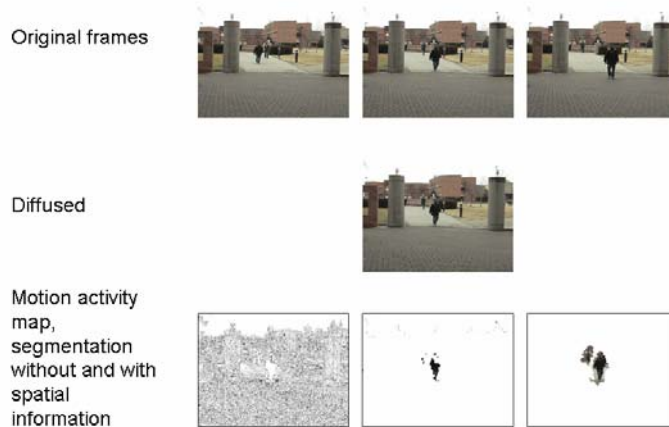 Original frames
Diffused
Motion activity
map,
segmentation
without and with
spatial
information